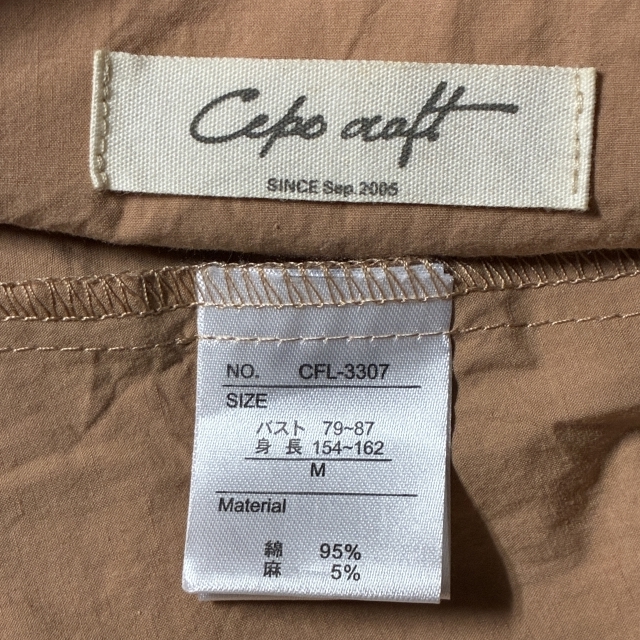 Cepo craft
SINCE Sep.2005
NO. CFL-3307
SIZE
バスト 79~87
身 長 154~162
M
Material
綿 95%
麻 5%